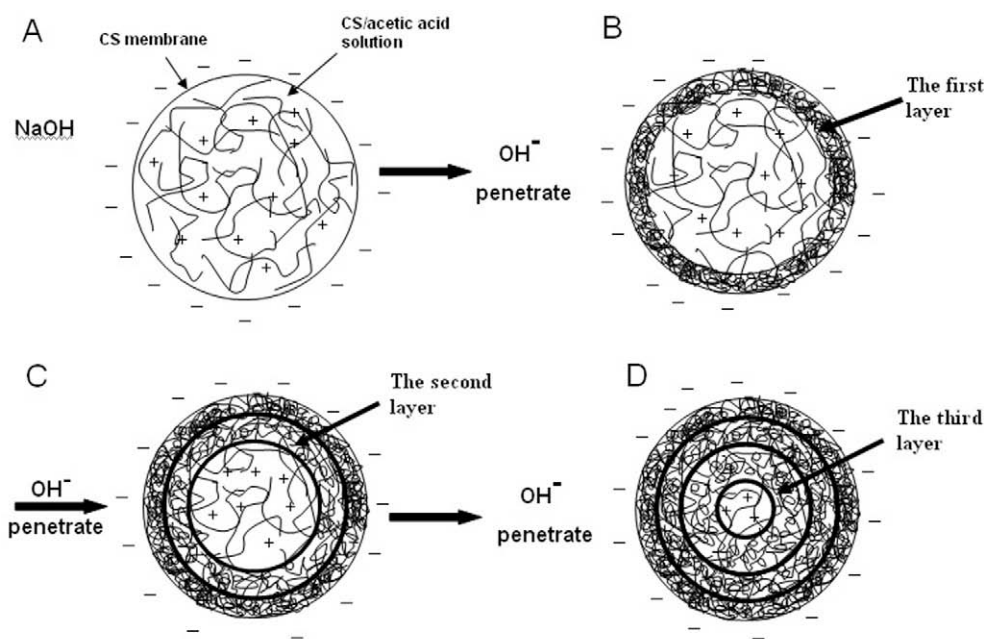 A
CS membrane
CS/acetic acid
solution
NaOH
OH⁻
penetrate
B
The first
layer
C
The second
layer
OH⁻
penetrate
OH⁻
penetrate
D
The third
layer